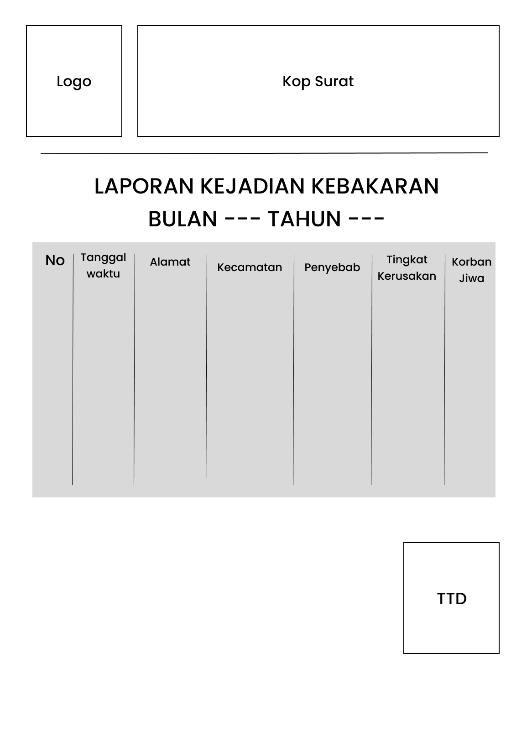 Logo
Kop Surat
LAPORAN KEJADIAN KEBAKARAN
BULAN --- TAHUN ---
No
Tanggal
waktu
Alamat
Kecamatan
Penyebab
Tingkat
Kerusakan
Korban
Jiwa
TTD